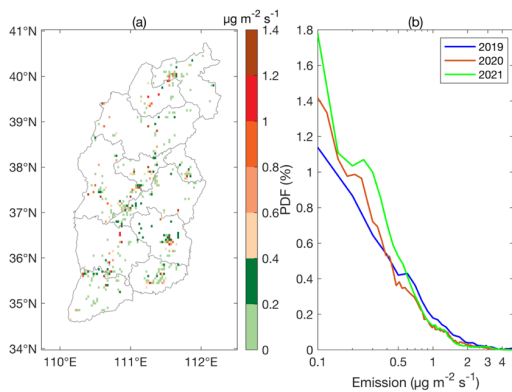 (a)
µg m⁻² s⁻¹
(b)
41°N
40°N
39°N
38°N
37°N
36°N
35°N
34°N
110°E
111°E
112°E
1.4
1.2
1
0.8
0.6
0.4
0.2
0
PDF (%)
1.8
1.6
1.4
1.2
1
0.8
0.6
0.4
0.2
0
2019
2020
2021
0.1
0.5
1
2
3
4
Emission (µg m⁻² s⁻¹)